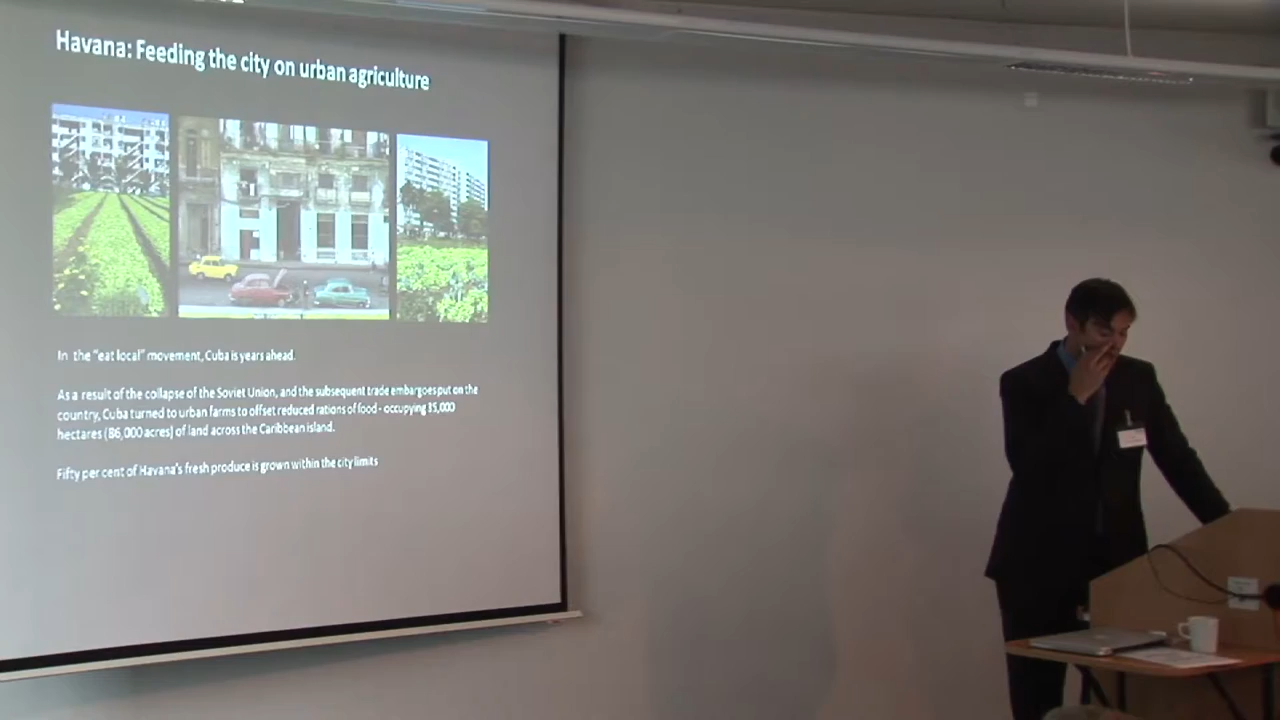 Havana: Feeding the city on urban agriculture
In the "eat local" movement, Cuba is years ahead.
As a result of the collapse of the Soviet Union, and the subsequent trade embargoes put on the
country, Cuba turned to urban farms to offset reduced rations of food - occupying 35,000
hectares (86,000 acres) of land across the Caribbean island.
Fifty per cent of Havana's fresh produce is grown within the city limits